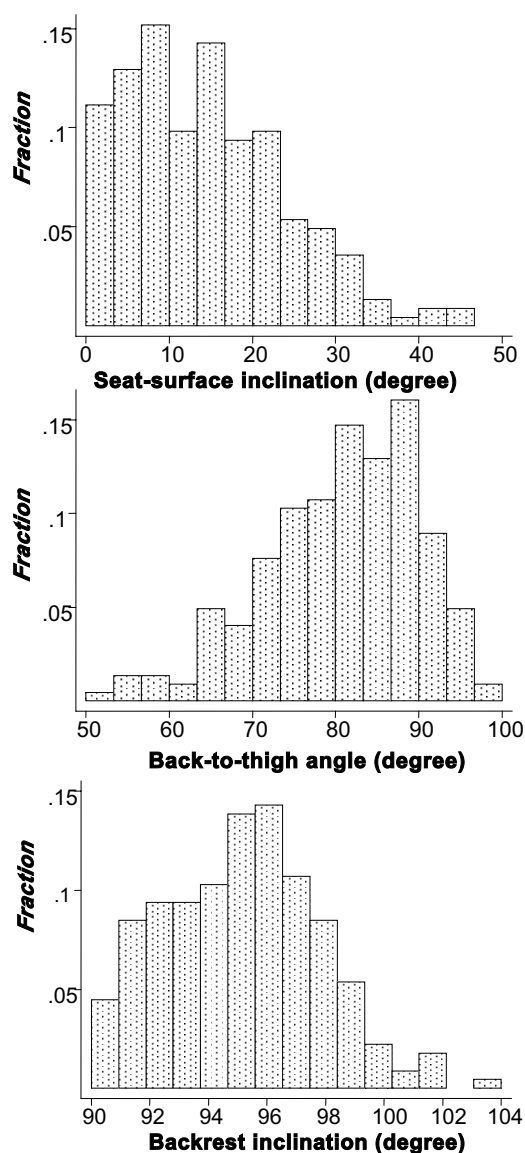 .15
.1
.05
Fraction
0 10 20 30 40 50
Seat-surface inclination (degree)
.15
.1
.05
Fraction
50 60 70 80 90 100
Back-to-thigh angle (degree)
.15
.1
.05
Fraction
90 92 94 96 98 100 102 104
Backrest inclination (degree)